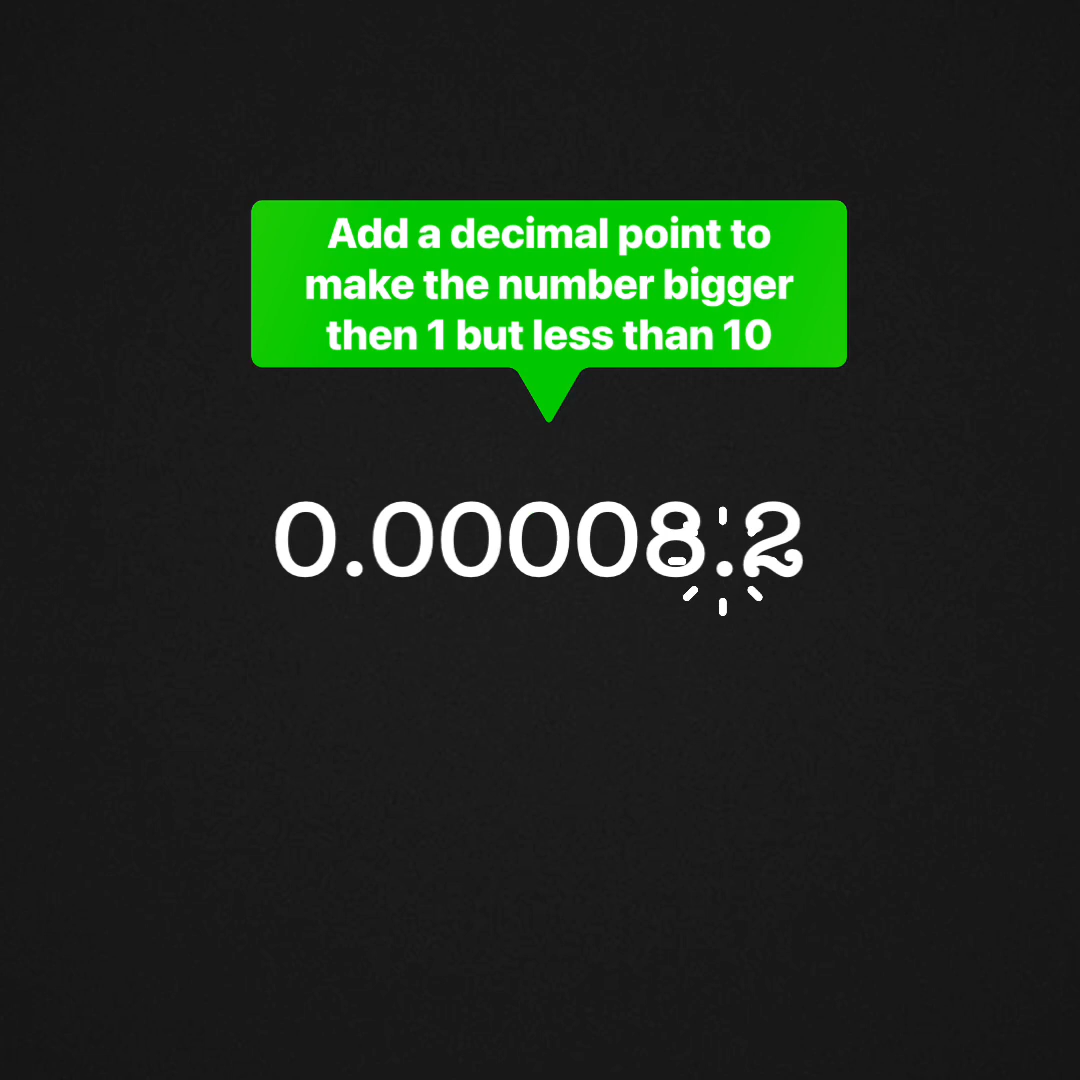 Add a decimal point to
make the number bigger
then 1 but less than 10
0.00008.2